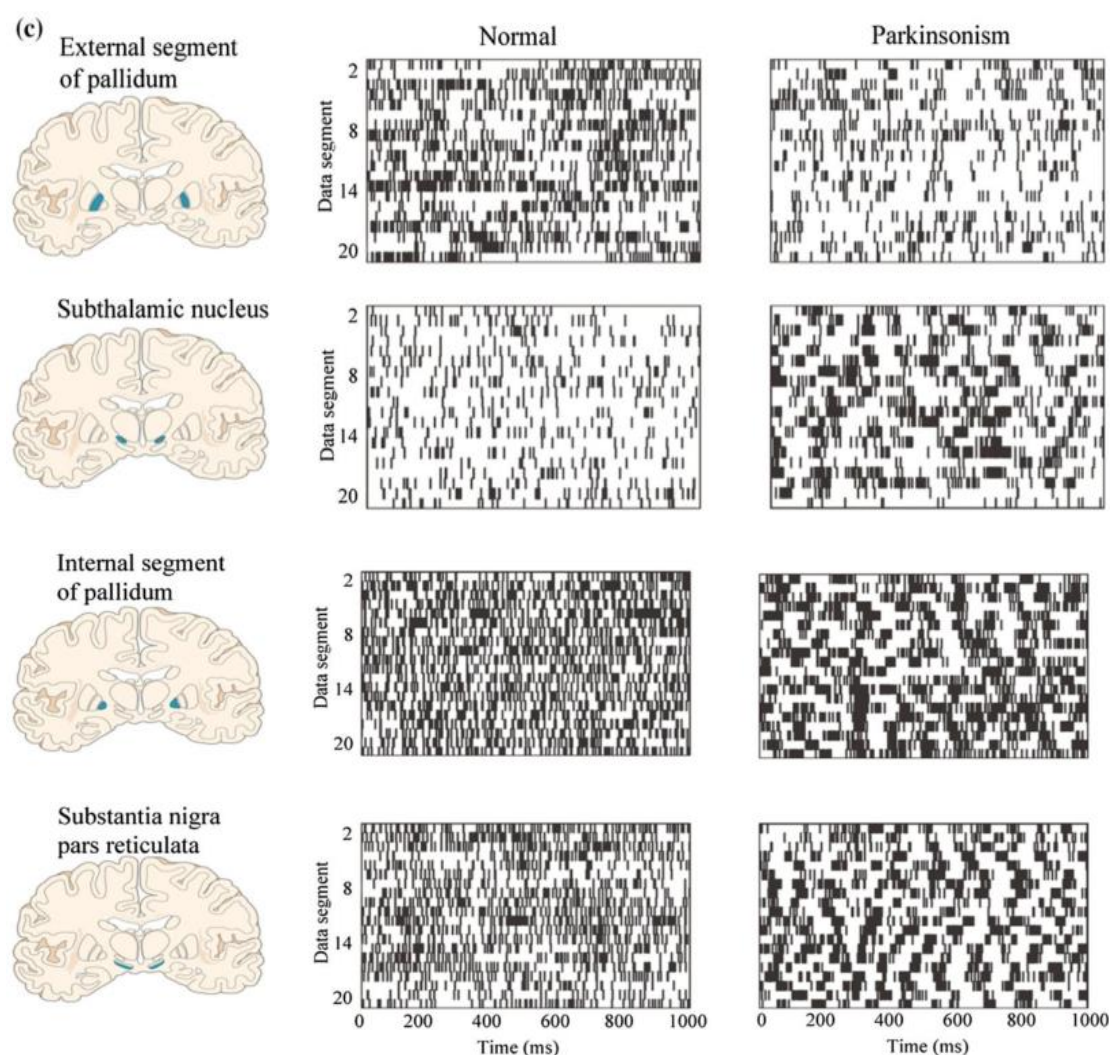 (c)
External segment
of pallidum
Normal
Parkinsonism
Data segment
2
8
14
20
Subthalamic nucleus
Data segment
2
8
14
20
Internal segment
of pallidum
Data segment
2
8
14
20
Substantia nigra
pars reticulata
Data segment
2
8
14
20
0 200 400 600 800 1000
Time (ms)
0 200 400 600 800 1000
Time (ms)